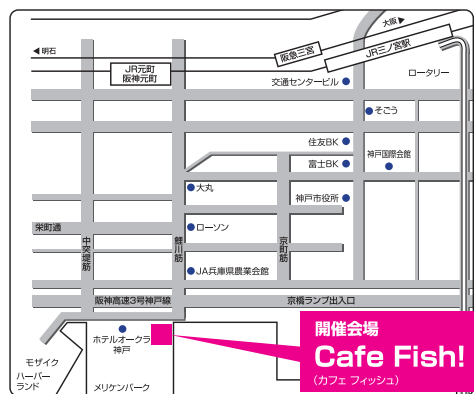 大阪▶
◀明石
阪急三宮
JR三ノ宮駅
JR元町
阪神元町
交通センタービル
ロータリー
そごう
住友BK
神戸国際会館
富士BK
大丸
神戸市役所
栄町通
中突堤筋
鯉川筋
ローソン
京町筋
JA兵庫県農業会館
阪神高速3号神戸線
京橋ランプ出入口
ホテルオークラ
神戸
モザイク
ハーバー
ランド
メリケンパーク
開催会場
Cafe Fish!
(カフェ フィッシュ)